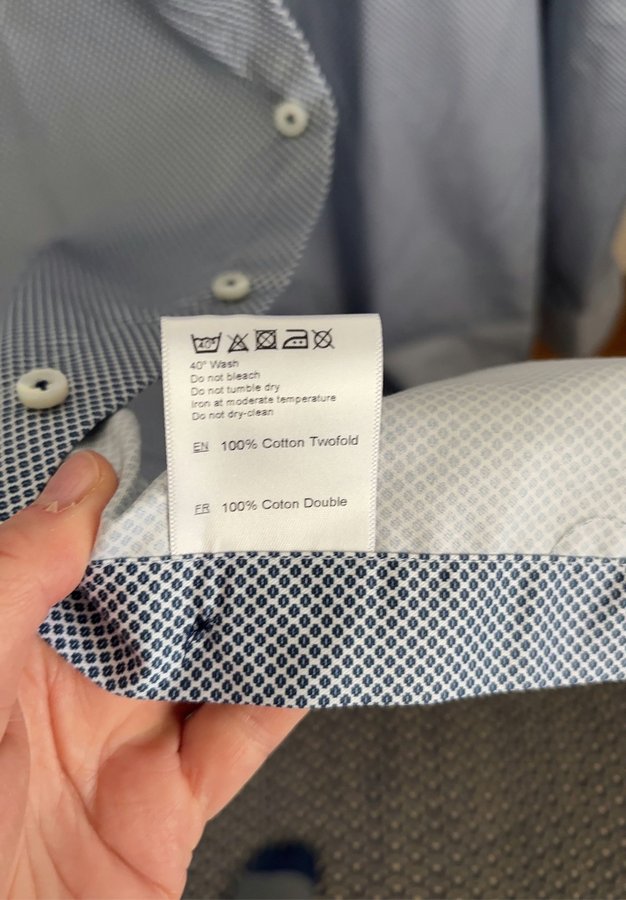 40°
40° Wash
Do not bleach
Do not tumble dry
Iron at moderate temperature
Do not dry-clean
EN 100% Cotton Twofold
FR 100% Coton Double